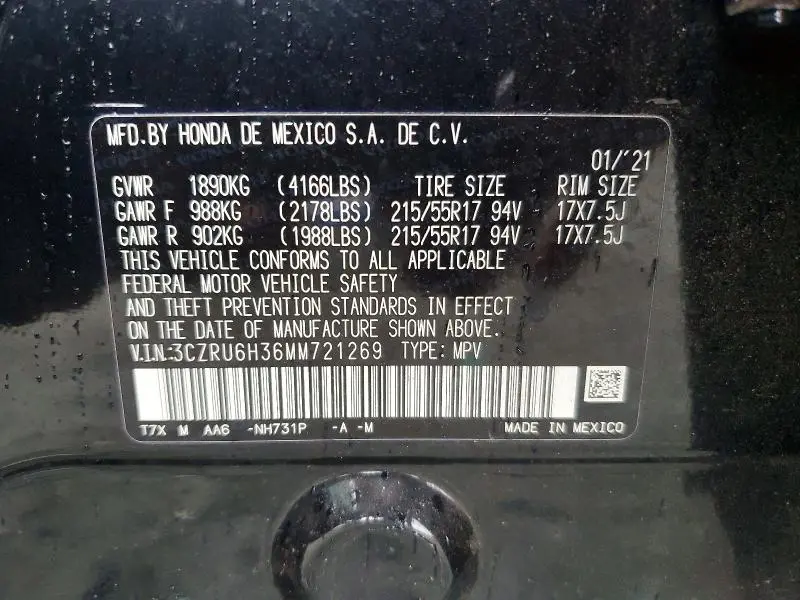 MFD.BY HONDA DE MEXICO S.A. DE C.V.
01/'21
GVWR 1890KG (4166LBS) TIRE SIZE RIM SIZE
GAWR F 988KG (2178LBS) 215/55R17 94V - 17X7.5J
GAWR R 902KG (1988LBS) 215/55R17 94V - 17X7.5J
THIS VEHICLE CONFORMS TO ALL APPLICABLE
FEDERAL MOTOR VEHICLE SAFETY
AND THEFT PREVENTION STANDARDS IN EFFECT
ON THE DATE OF MANUFACTURE SHOWN ABOVE.
V.I.N.:3CZRU6H36MM721269 TYPE: MPV
T7X M AA6 -NH731P -A -M MADE IN MEXICO